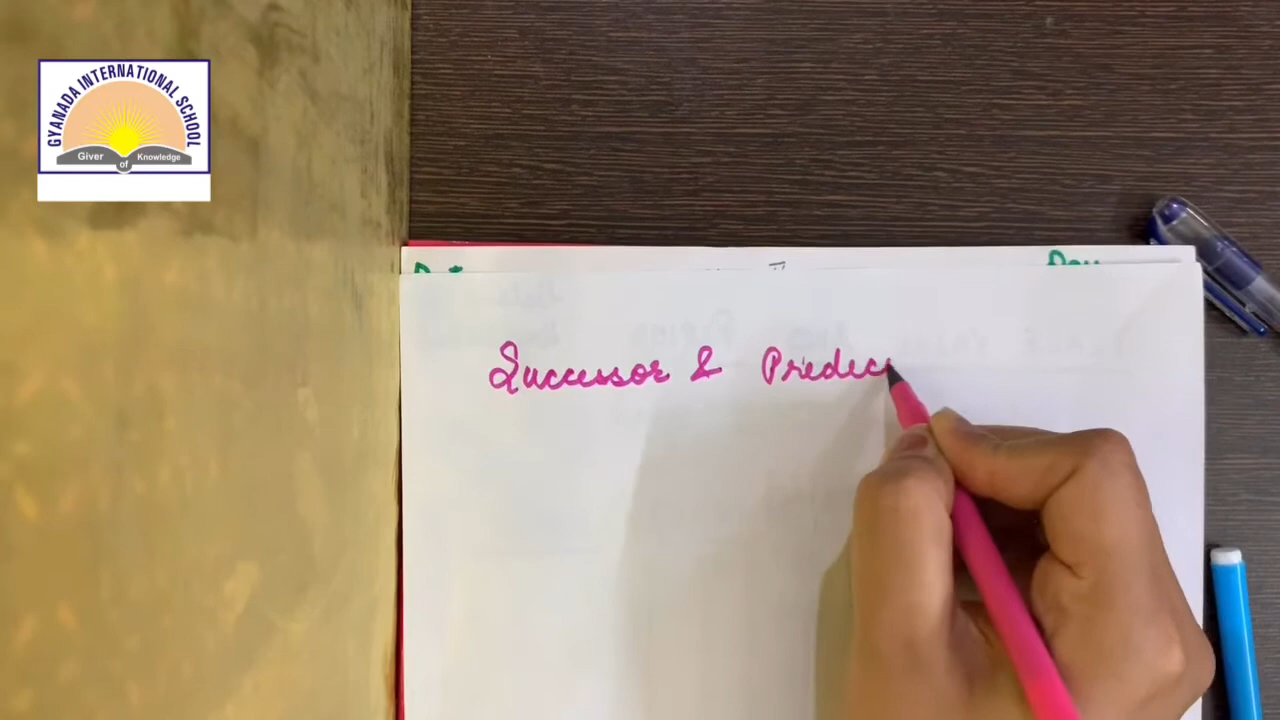 GYANADA INTERNATIONAL SCHOOL
Giver of Knowledge
Successor & Predec